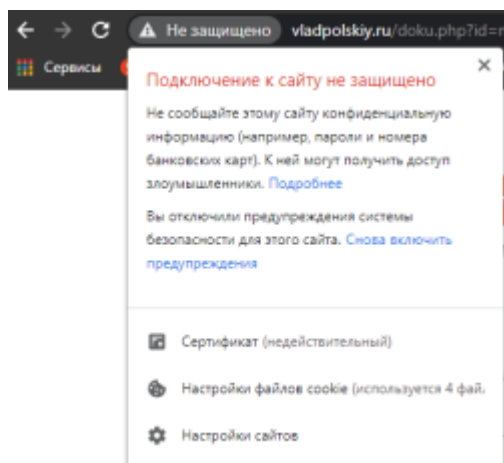 Не защищено vladpolskiy.ru/doku.php?id=
Сервисы
Подключение к сайту не защищено
Не сообщайте этому сайту конфиденциальную
информацию (например, пароли и номера
банковских карт). К ней могут получить доступ
злоумышленники. Подробнее
Вы отключили предупреждения системы
безопасности для этого сайта. Снова включить
предупреждения
Сертификат (недействительный)
Настройки файлов cookie (используется 4 фай.
Настройки сайтов